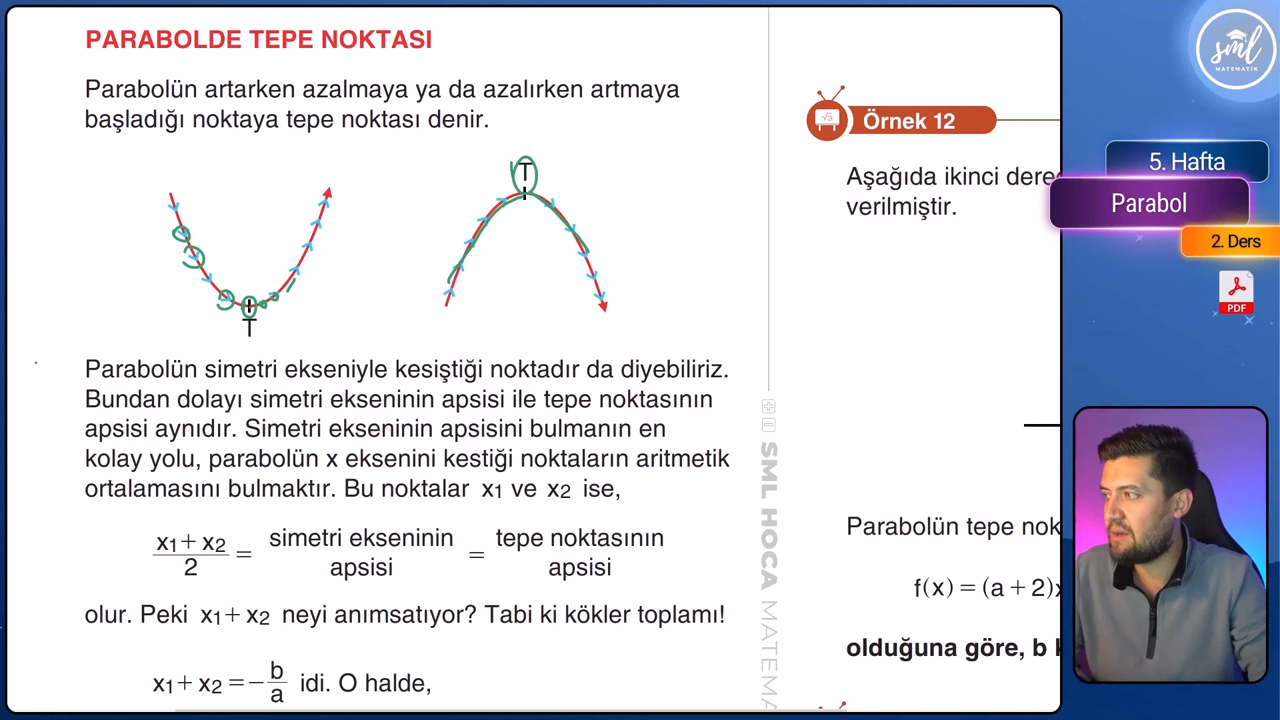 PARABOLDE TEPE NOKTASI
Parabolün artarken azalmaya ya da azalırken artmaya
başladığı noktaya tepe noktası denir.
T
T
Parabolün simetri ekseniyle kesiştiği noktadır da diyebiliriz.
Bundan dolayı simetri ekseninin apsisi ile tepe noktasının
apsisi aynıdır. Simetri ekseninin apsisini bulmanın en
kolay yolu, parabolün x eksenini kestiği noktaların aritmetik
ortalamasını bulmaktır. Bu noktalar x1 ve x2 ise,
x1 + x2 / 2 = simetri ekseninin apsisi = tepe noktasının apsisi
olur. Peki x1 + x2 neyi anımsatıyor? Tabi ki kökler toplamı!
x1 + x2 = - b/a idi. O halde,
SML HOCA MATEMA
√5
Örnek 12
Aşağıda ikinci dere
verilmiştir.
Parabolün tepe nok
f(x) = (a + 2)x
olduğuna göre, b k
sml
MATEMATİK
5. Hafta
Parabol
2. Ders
PDF